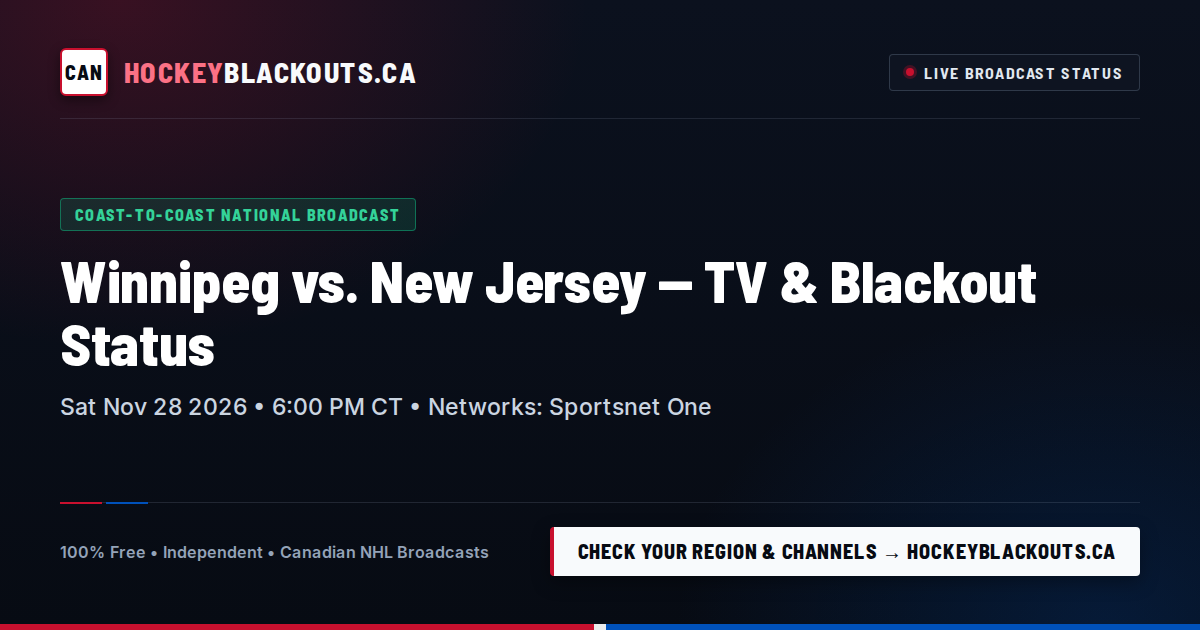 CAN
HOCKEYBLACKOUTS.CA
LIVE BROADCAST STATUS
COAST-TO-COAST NATIONAL BROADCAST
Winnipeg vs. New Jersey — TV & Blackout
Status
Sat Nov 28 2026 • 6:00 PM CT • Networks: Sportsnet One
100% Free • Independent • Canadian NHL Broadcasts
CHECK YOUR REGION & CHANNELS → HOCKEYBLACKOUTS.CA